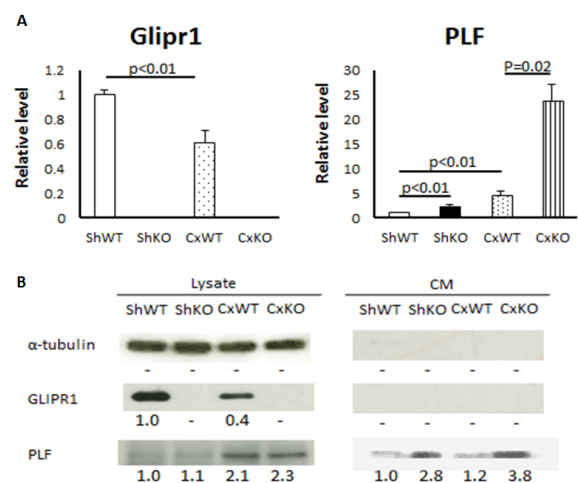 A
Glipr1
PLF
Relative level
1.2
1
0.8
0.6
0.4
0.2
0
p<0.01
ShWT ShKO CxWT CxKO
Relative level
30
25
20
15
10
5
0
P=0.02
p<0.01
p<0.01
ShWT ShKO CxWT CxKO
B
Lysate
CM
ShWT ShKO CxWT CxKO
ShWT ShKO CxWT CxKO
α-tubulin
- - - - - - - -
GLIPR1
1.0 - 0.4 - - - - -
PLF
1.0 1.1 2.1 2.3 1.0 2.8 1.2 3.8